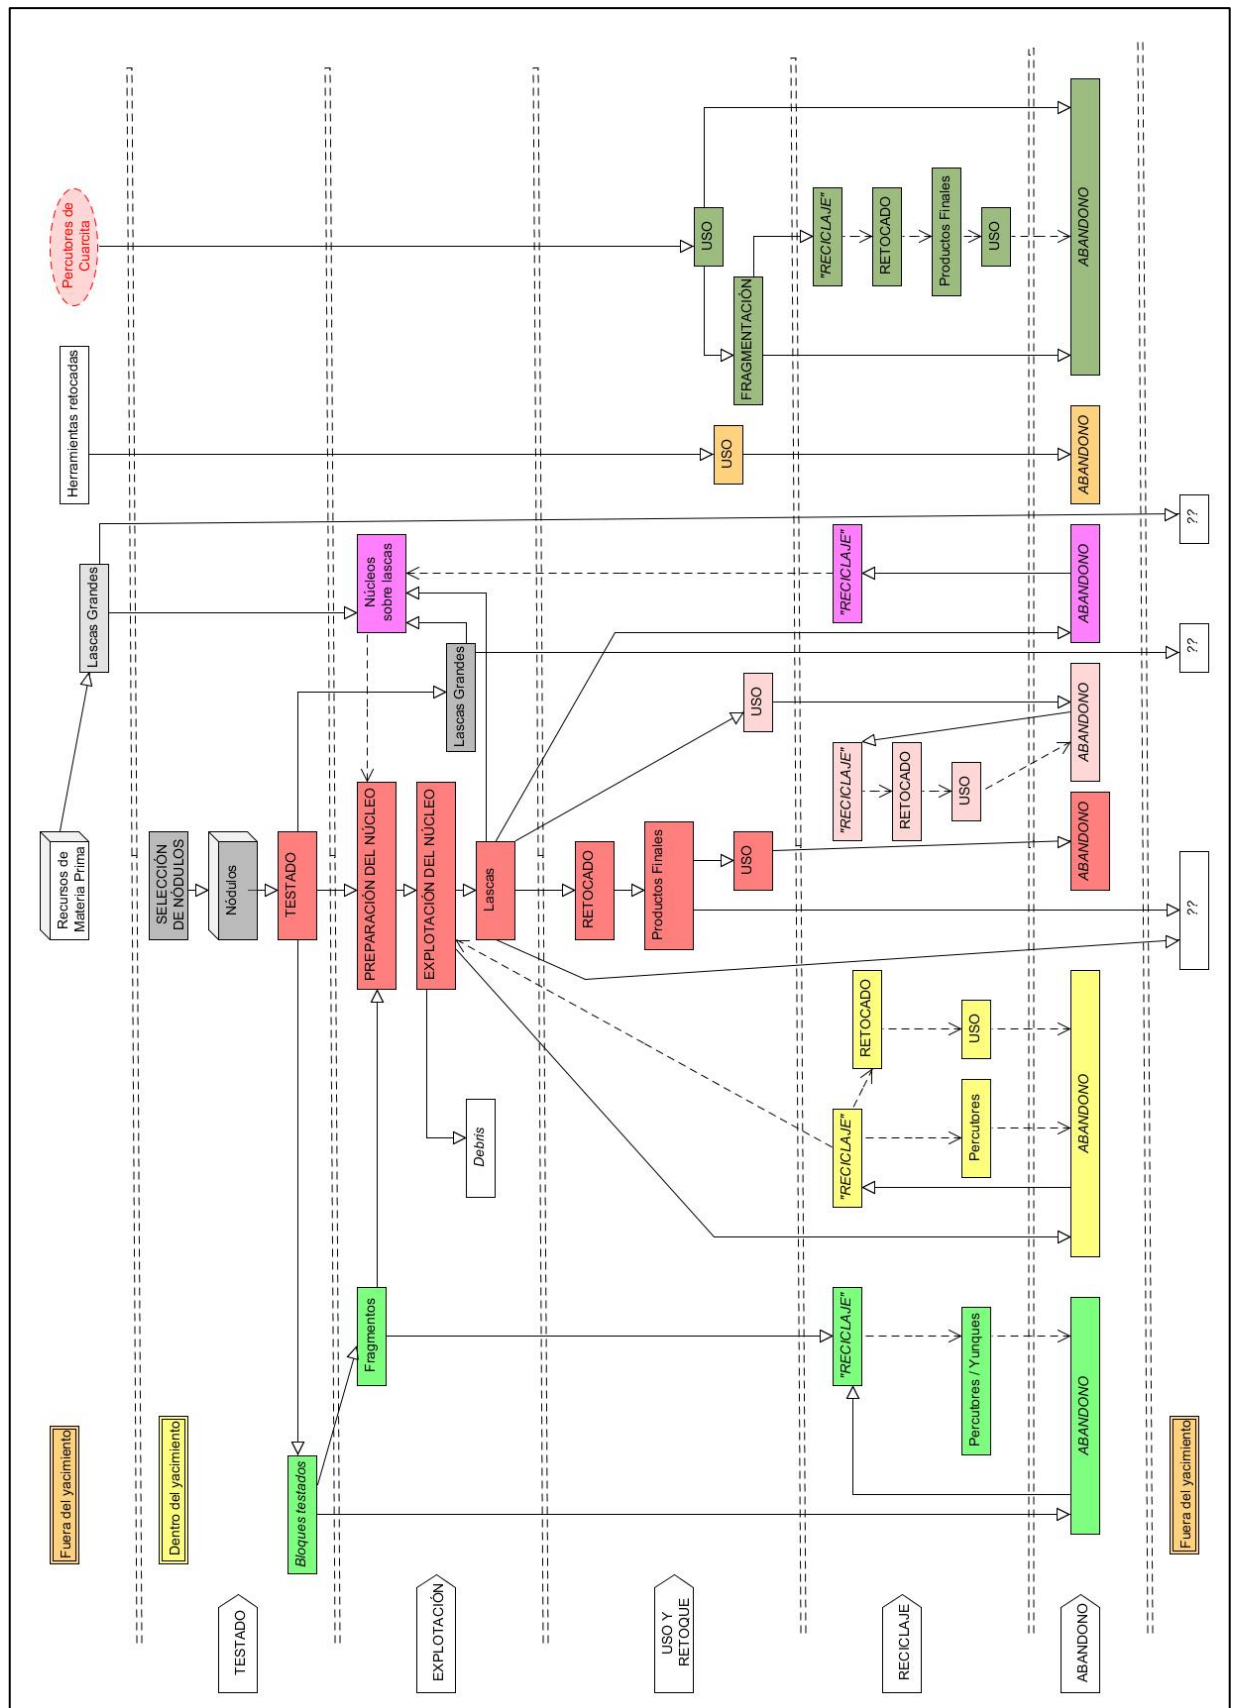 Fuera del yacimiento
Recursos de
Materia Prima
Lascas Grandes
Herramientas retocadas
Percutores de
Cuarcita
Dentro del yacimiento
TESTADO
SELECCIÓN
DE NÓDULOS
Nódulos
TESTADO
Bloques testados
EXPLOTACIÓN
Fragmentos
PREPARACIÓN DEL NÚCLEO
Núcleos
sobre lascas
EXPLOTACIÓN DEL NÚCLEO
Debris
Lascas
Lascas Grandes
USO Y
RETOQUE
RETOCADO
Productos Finales
USO
USO
USO
USO
FRAGMENTACIÓN
RECICLAJE
"RECICLAJE"
Percutores / Yunques
"RECICLAJE"
RETOCADO
Percutores
USO
"RECICLAJE"
RETOCADO
USO
"RECICLAJE"
"RECICLAJE"
RETOCADO
Productos Finales
USO
ABANDONO
ABANDONO
ABANDONO
ABANDONO
ABANDONO
ABANDONO
ABANDONO
ABANDONO
Fuera del yacimiento
??
??
??